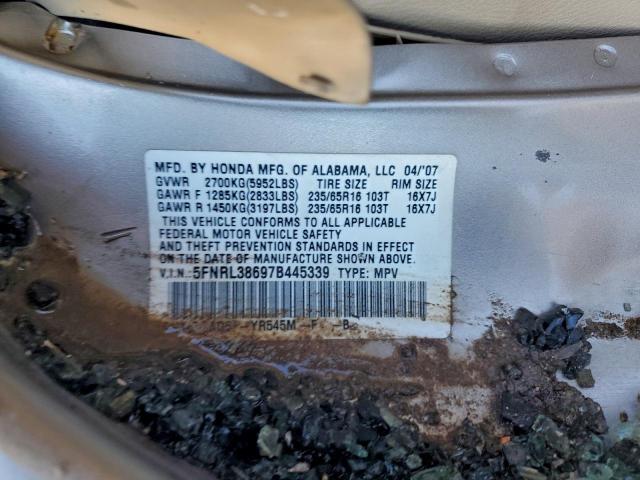 MFD. BY HONDA MFG. OF ALABAMA, LLC 04/'07
GVWR 2700KG(5952LBS) TIRE SIZE RIM SIZE
GAWR F 1285KG(2833LBS) 235/65R16 103T 16X7J
GAWR R 1450KG(3197LBS) 235/65R16 103T 16X7J
THIS VEHICLE CONFORMS TO ALL APPLICABLE
FEDERAL MOTOR VEHICLE SAFETY
AND THEFT PREVENTION STANDARDS IN EFFECT
ON THE DATE OF MANUFACTURE SHOWN ABOVE.
V.I.N.: 5FNRL38697B445339 TYPE: MPV
YR545M -F -B